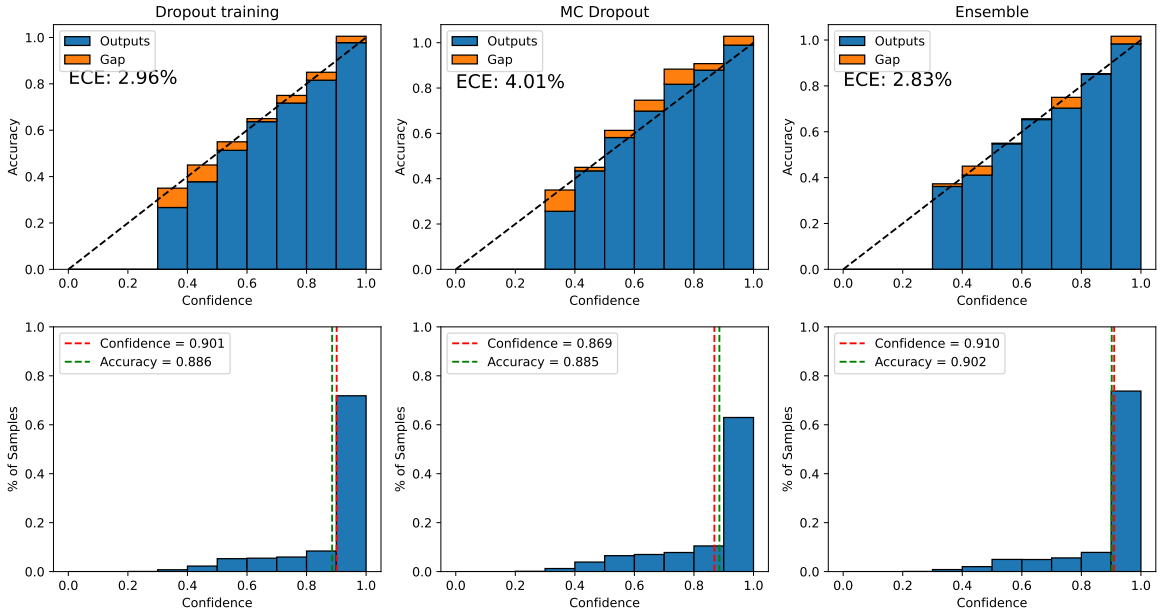 Dropout training
MC Dropout
Ensemble
Outputs
Gap
ECE: 2.96%
Accuracy
1.0
0.8
0.6
0.4
0.2
0.0
0.0 0.2 0.4 0.6 0.8 1.0
Confidence
Outputs
Gap
ECE: 4.01%
Accuracy
1.0
0.8
0.6
0.4
0.2
0.0
0.0 0.2 0.4 0.6 0.8 1.0
Confidence
Outputs
Gap
ECE: 2.83%
Accuracy
1.0
0.8
0.6
0.4
0.2
0.0
0.0 0.2 0.4 0.6 0.8 1.0
Confidence
Confidence = 0.901
Accuracy = 0.886
% of Samples
1.0
0.8
0.6
0.4
0.2
0.0
0.0 0.2 0.4 0.6 0.8 1.0
Confidence
Confidence = 0.869
Accuracy = 0.885
% of Samples
1.0
0.8
0.6
0.4
0.2
0.0
0.0 0.2 0.4 0.6 0.8 1.0
Confidence
Confidence = 0.910
Accuracy = 0.902
% of Samples
1.0
0.8
0.6
0.4
0.2
0.0
0.0 0.2 0.4 0.6 0.8 1.0
Confidence